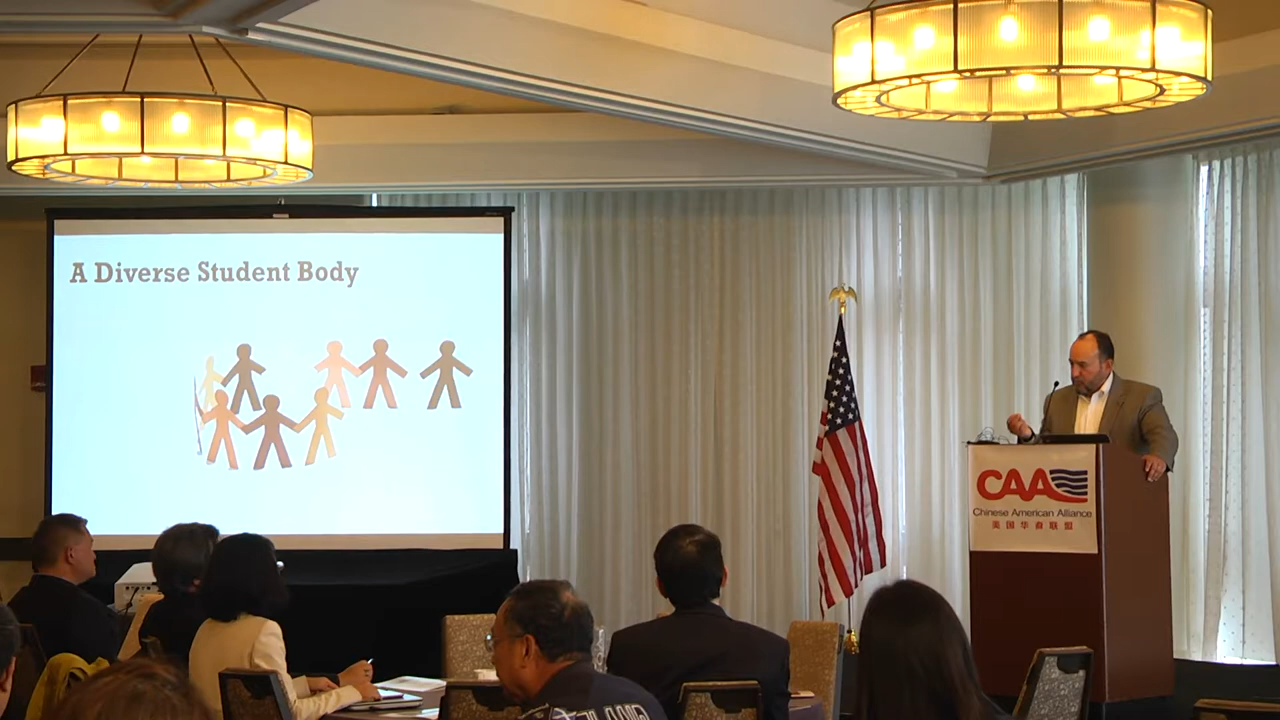 A Diverse Student Body
CAA
Chinese American Alliance
美国华裔联盟